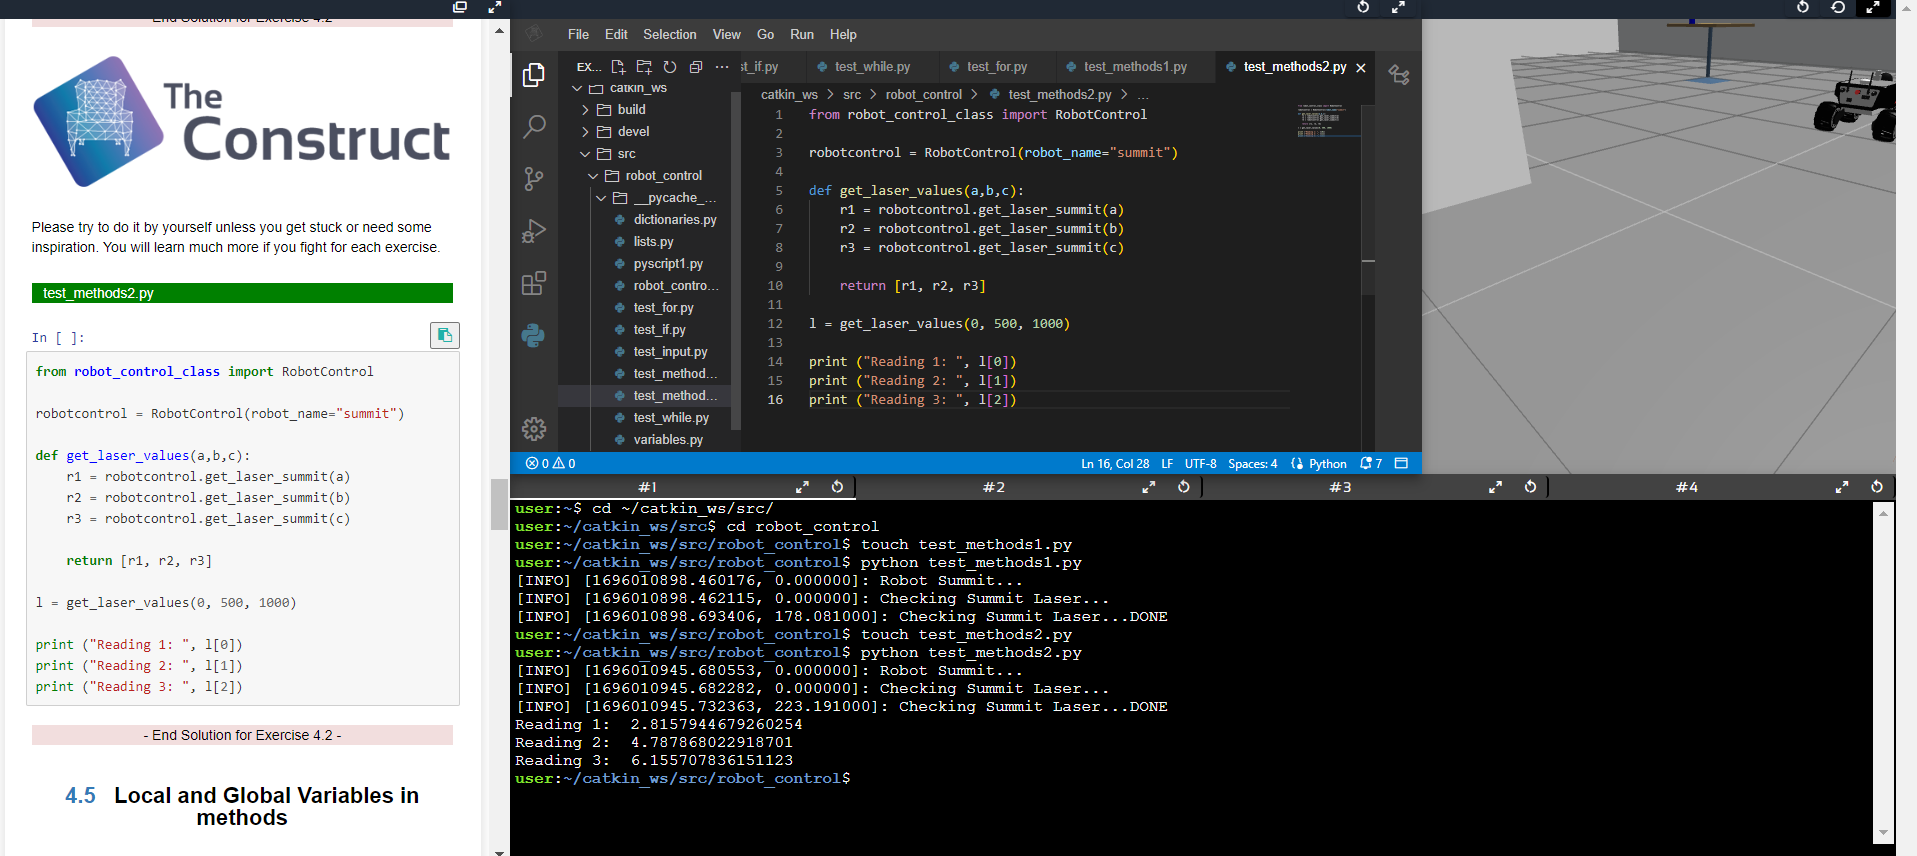 - End Solution for Exercise 4.2 -
The
Construct
Please try to do it by yourself unless you get stuck or need some
inspiration. You will learn much more if you fight for each exercise.
test_methods2.py
In [ ]:
from robot_control_class import RobotControl
robotcontrol = RobotControl(robot_name="summit")
def get_laser_values(a,b,c):
    r1 = robotcontrol.get_laser_summit(a)
    r2 = robotcontrol.get_laser_summit(b)
    r3 = robotcontrol.get_laser_summit(c)
    return [r1, r2, r3]
l = get_laser_values(0, 500, 1000)
print ("Reading 1: ", l[0])
print ("Reading 2: ", l[1])
print ("Reading 3: ", l[2])
- End Solution for Exercise 4.2 -
4.5 Local and Global Variables in
methods
File Edit Selection View Go Run Help
EX... st_if.py test_while.py test_for.py test_methods1.py test_methods2.py
catkin_ws
build
devel
src
robot_control
__pycache_...
dictionaries.py
lists.py
pyscript1.py
robot_contro...
test_for.py
test_if.py
test_input.py
test_method...
test_method...
test_while.py
variables.py
catkin_ws > src > robot_control > test_methods2.py > ...
1 from robot_control_class import RobotControl
2
3 robotcontrol = RobotControl(robot_name="summit")
4
5 def get_laser_values(a,b,c):
6     r1 = robotcontrol.get_laser_summit(a)
7     r2 = robotcontrol.get_laser_summit(b)
8     r3 = robotcontrol.get_laser_summit(c)
9
10     return [r1, r2, r3]
11
12 l = get_laser_values(0, 500, 1000)
13
14 print ("Reading 1: ", l[0])
15 print ("Reading 2: ", l[1])
16 print ("Reading 3: ", l[2])
0 0 Ln 16, Col 28 LF UTF-8 Spaces: 4 Python 7
#1 #2 #3 #4
user:~$ cd ~/catkin_ws/src/
user:~/catkin_ws/src$ cd robot_control
user:~/catkin_ws/src/robot_control$ touch test_methods1.py
user:~/catkin_ws/src/robot_control$ python test_methods1.py
[INFO] [1696010898.460176, 0.000000]: Robot Summit...
[INFO] [1696010898.462115, 0.000000]: Checking Summit Laser...
[INFO] [1696010898.693406, 178.081000]: Checking Summit Laser...DONE
user:~/catkin_ws/src/robot_control$ touch test_methods2.py
user:~/catkin_ws/src/robot_control$ python test_methods2.py
[INFO] [1696010945.680553, 0.000000]: Robot Summit...
[INFO] [1696010945.682282, 0.000000]: Checking Summit Laser...
[INFO] [1696010945.732363, 223.191000]: Checking Summit Laser...DONE
Reading 1:  2.8157944679260254
Reading 2:  4.787868022918701
Reading 3:  6.155707836151123
user:~/catkin_ws/src/robot_control$